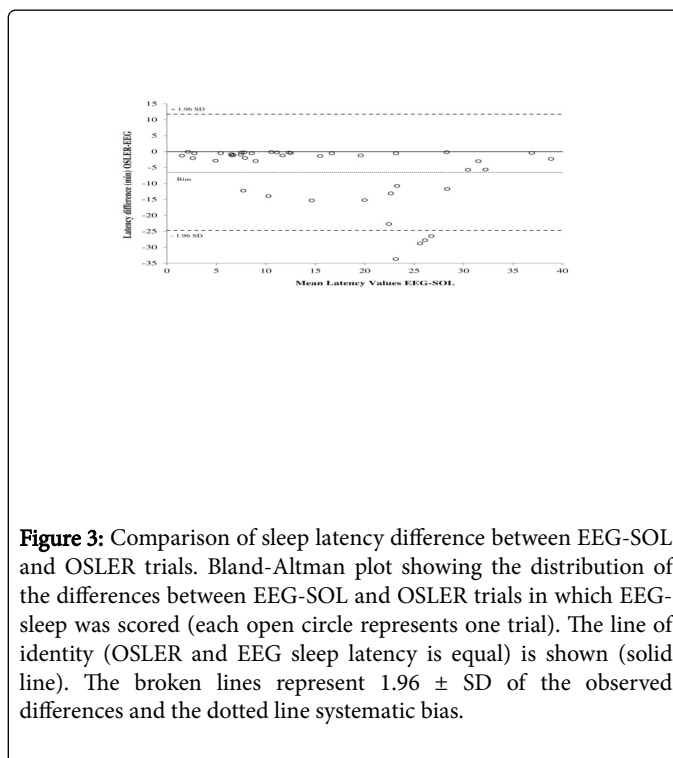 15
+ 1.96 SD
10
5
0
-5
Bias
-10
-15
-20
-25
- 1.96 SD
-30
-35
0 5 10 15 20 25 30 35 40
Latency difference (min) OSLER-EEG
Mean Latency Values EEG-SOL
Figure 3: Comparison of sleep latency difference between EEG-SOL
and OSLER trials. Bland-Altman plot showing the distribution of
the differences between EEG-SOL and OSLER trials in which EEG-
sleep was scored (each open circle represents one trial). The line of
identity (OSLER and EEG sleep latency is equal) is shown (solid
line). The broken lines represent 1.96 ± SD of the observed
differences and the dotted line systematic bias.